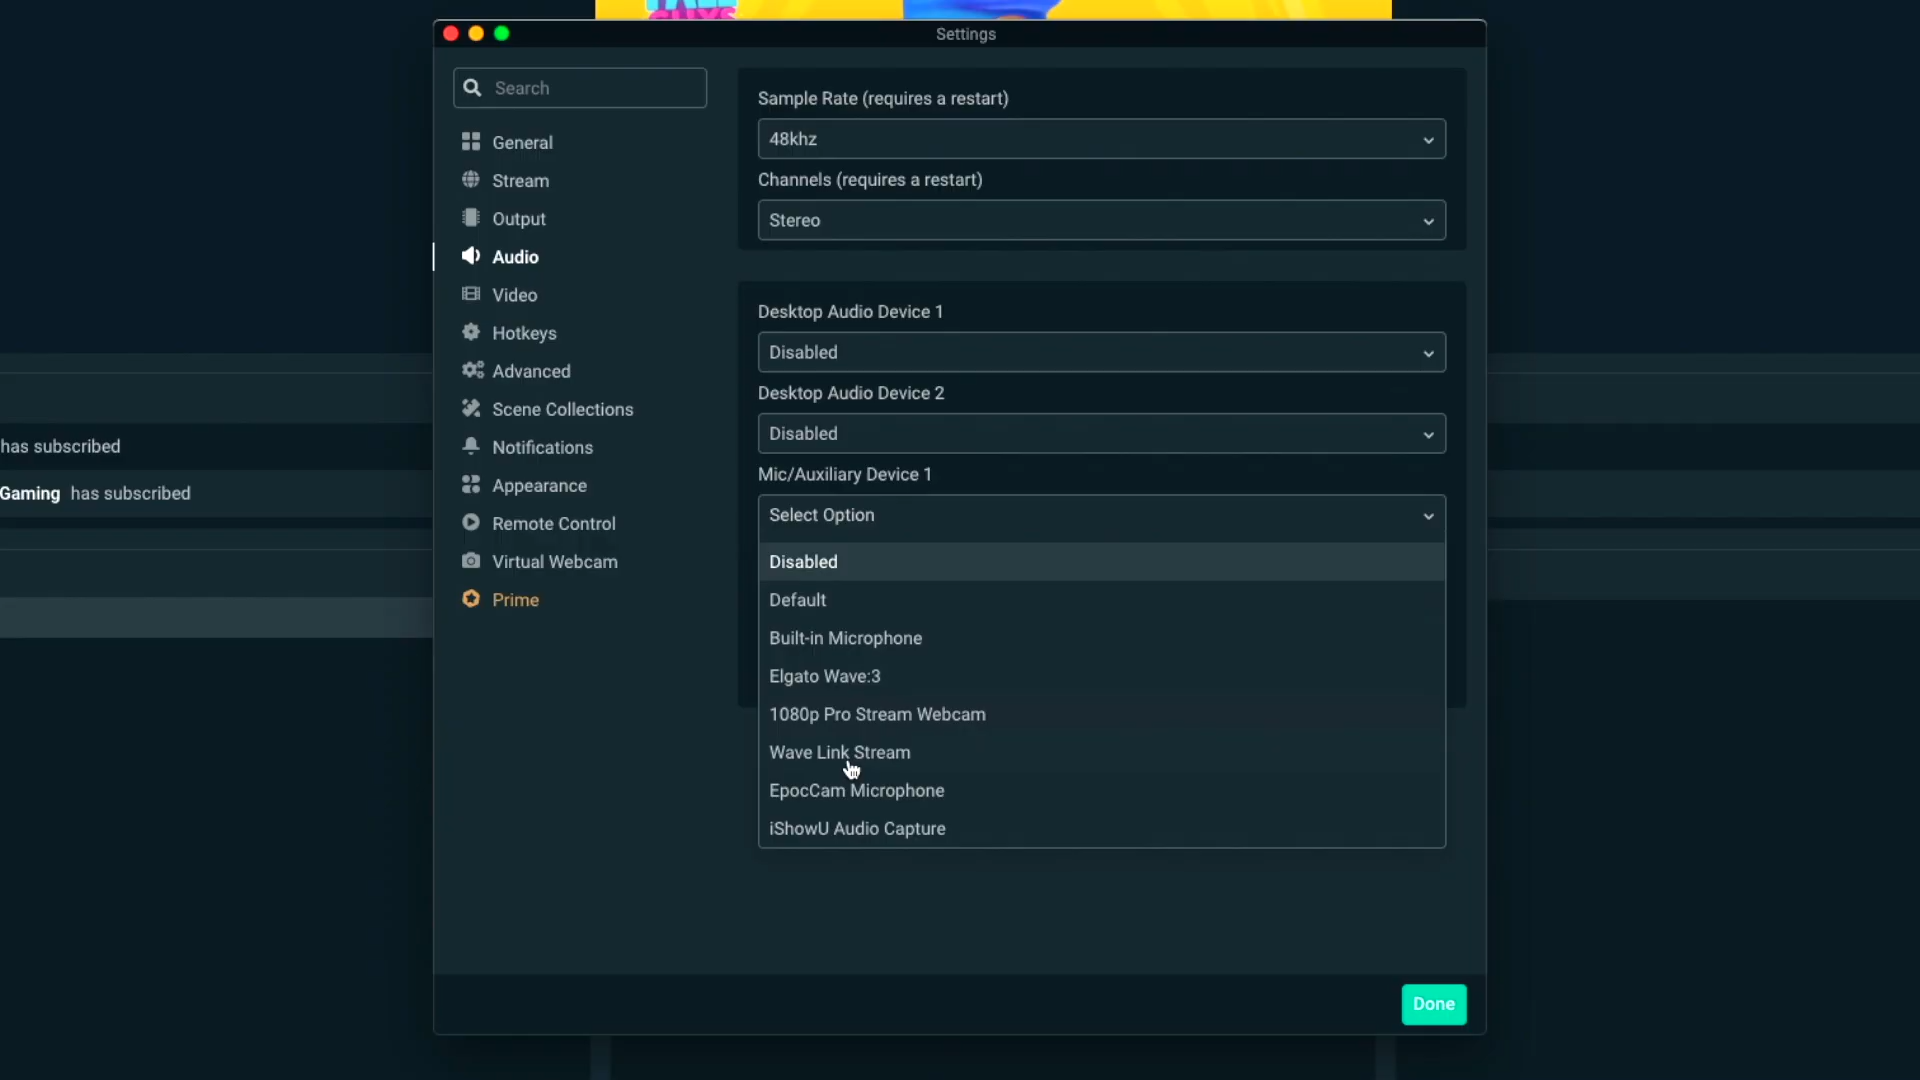 Settings
Search
General
Stream
Output
Audio
Video
Hotkeys
Advanced
Scene Collections
Notifications
Appearance
Remote Control
Virtual Webcam
Prime
Sample Rate (requires a restart)
48khz
Channels (requires a restart)
Stereo
Desktop Audio Device 1
Disabled
Desktop Audio Device 2
Disabled
Mic/Auxiliary Device 1
Select Option
Disabled
Default
Built-in Microphone
Elgato Wave:3
1080p Pro Stream Webcam
Wave Link Stream
EpocCam Microphone
iShowU Audio Capture
Done
has subscribed
Gaming has subscribed